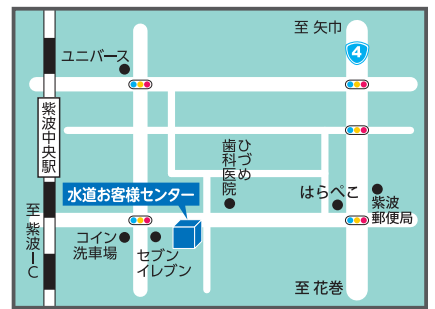 至 矢巾
4
ユニバース
紫波中央駅
ひづめ
歯科医院
水道お客様センター
はらぺこ
紫波
郵便局
至 紫波IC
コイン
洗車場
セブン
イレブン
至 花巻